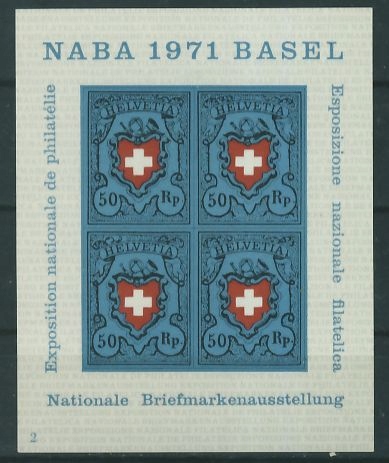 NABA 1971 BASEL
Exposition nationale de philatélie
HELVETIA
50 Rp
HELVETIA
50 Rp
HELVETIA
50 Rp
HELVETIA
50 Rp
Esposizione nazionale filatelica
Nationale Briefmarkenausstellung
2